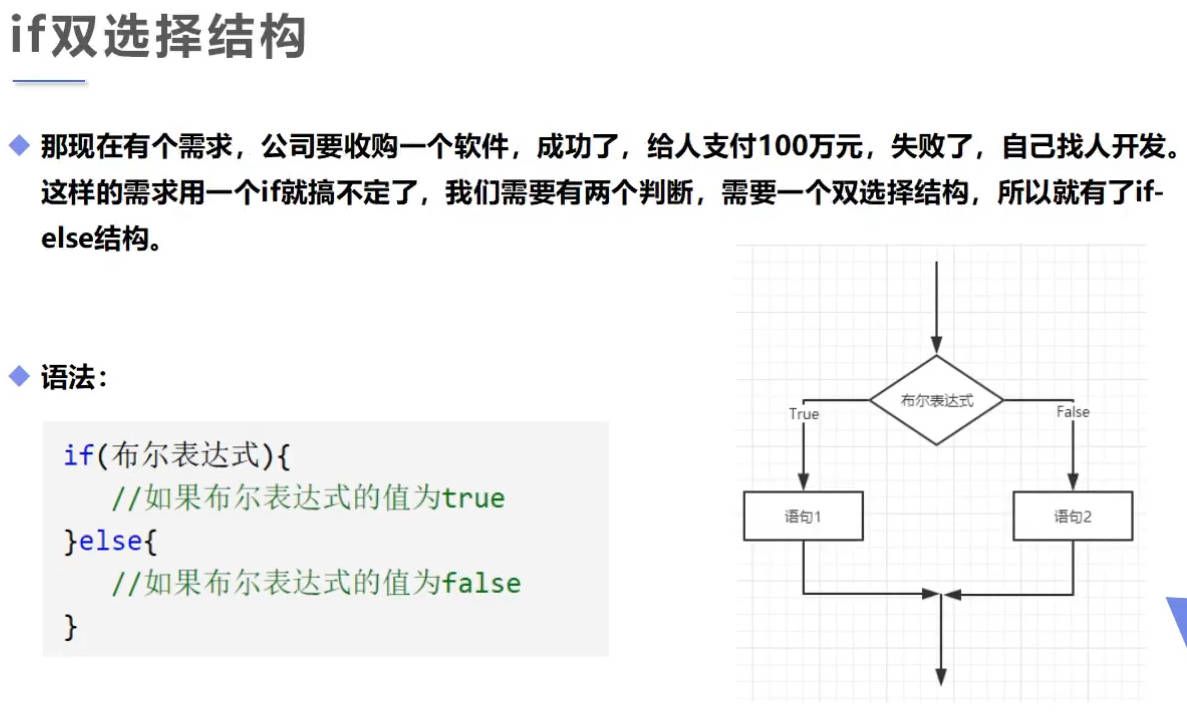 if双选择结构
那现在有个需求，公司要收购一个软件，成功了，给人支付100万元，失败了，自己找人开发。
这样的需求用一个if就搞不定了，我们需要有两个判断，需要一个双选择结构，所以就有了if-
else结构。
语法：
if(布尔表达式){
//如果布尔表达式的值为true
}else{
//如果布尔表达式的值为false
}
布尔表达式
True
False
语句1
语句2